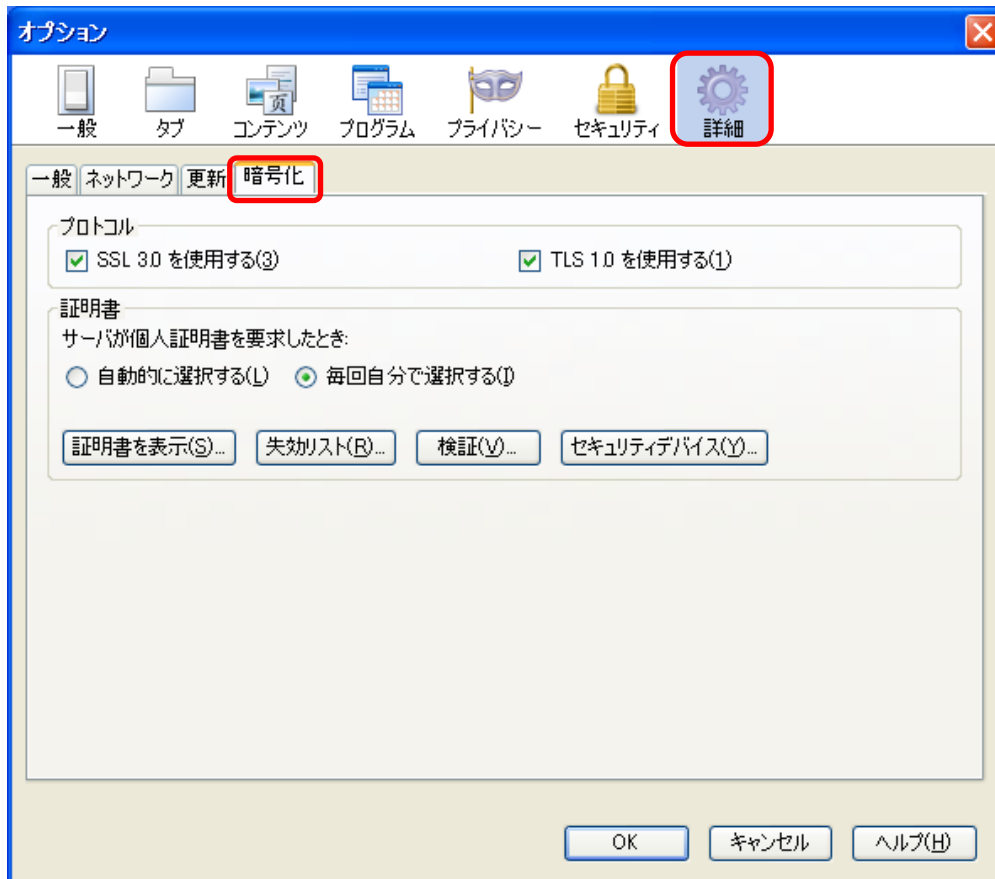 オプション
一般 タブ コンテンツ プログラム プライバシー セキュリティ 詳細
一般 ネットワーク 更新 暗号化
プロトコル
SSL 3.0 を使用する(3) TLS 1.0 を使用する(1)
証明書
サーバが個人証明書を要求したとき:
自動的に選択する(L) 毎回自分で選択する(I)
証明書を表示(S)... 失効リスト(R)... 検証(V)... セキュリティデバイス(Y)...
OK キャンセル ヘルプ(H)